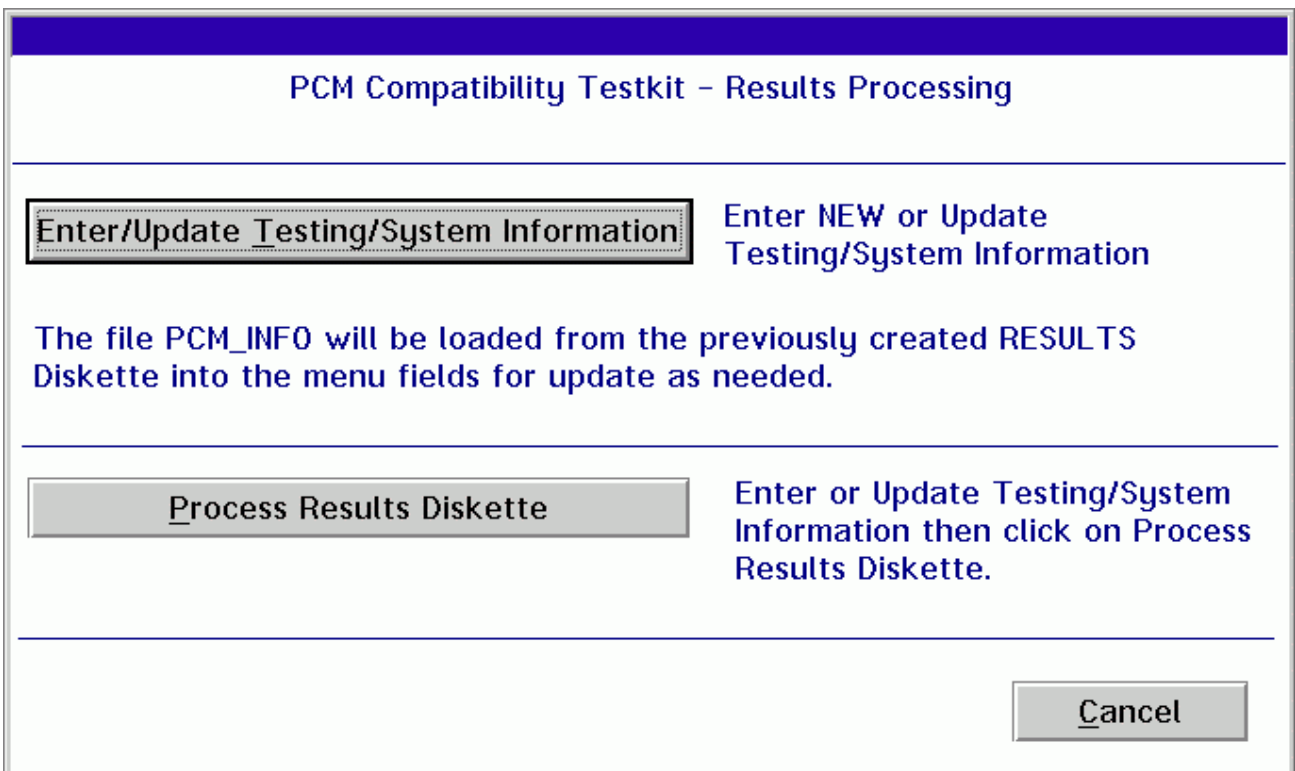 PCM Compatibility Testkit - Results Processing
Enter/Update Testing/System Information
Enter NEW or Update
Testing/System Information
The file PCM_INFO will be loaded from the previously created RESULTS
Diskette into the menu fields for update as needed.
Process Results Diskette
Enter or Update Testing/System
Information then click on Process
Results Diskette.
Cancel